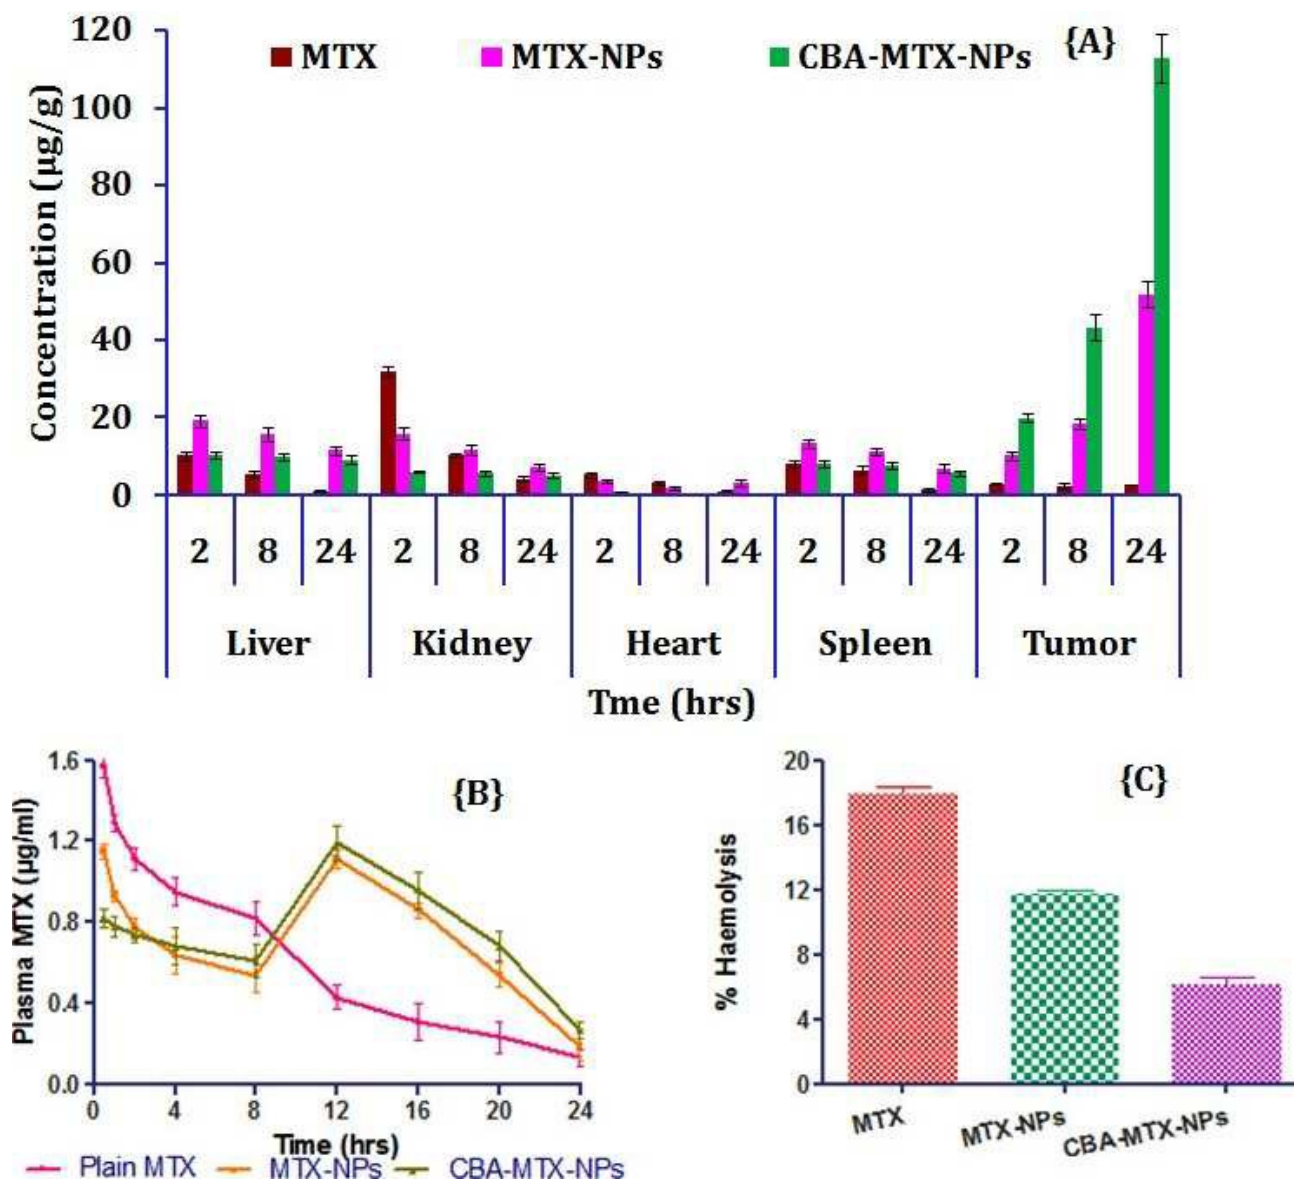 120
100
80
60
40
20
0
Concentration (µg/g)
MTX
MTX-NPs
CBA-MTX-NPs
{A}
2 8 24 2 8 24 2 8 24 2 8 24 2 8 24
Liver Kidney Heart Spleen Tumor
Tme (hrs)
1.6
1.2
0.8
0.4
0.0
Plasma MTX (µg/ml)
{B}
0 4 8 12 16 20 24
Time (hrs)
Plain MTX MTX-NPs CBA-MTX-NPs
20
16
12
8
4
0
% Haemolysis
{C}
MTX MTX-NPs CBA-MTX-NPs